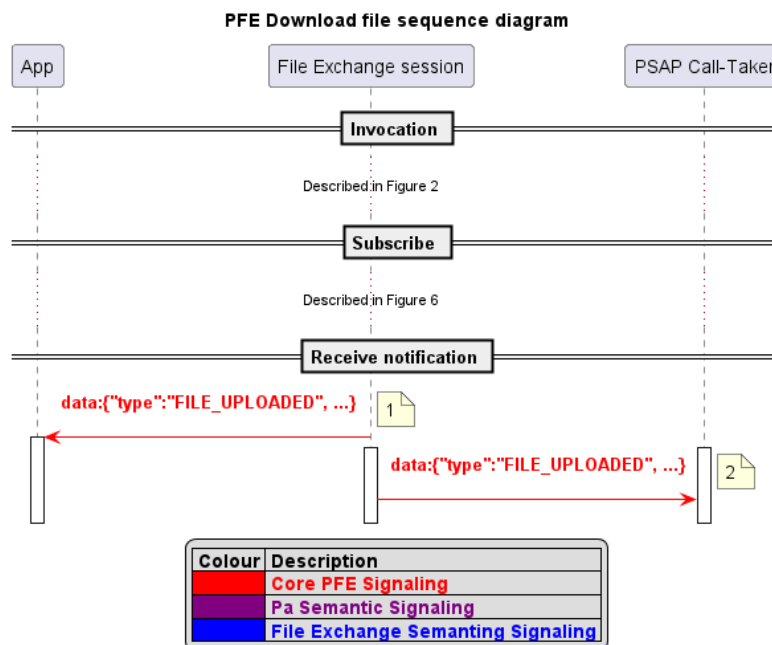 PFE Download file sequence diagram
App
File Exchange session
PSAP Call-Taker
Invocation
Described in Figure 2
Subscribe
Described in Figure 6
Receive notification
data:{"type":"FILE_UPLOADED", ...}
1
data:{"type":"FILE_UPLOADED", ...}
2
Colour Description
Core PFE Signaling
Pa Semantic Signaling
File Exchange Semanting Signaling